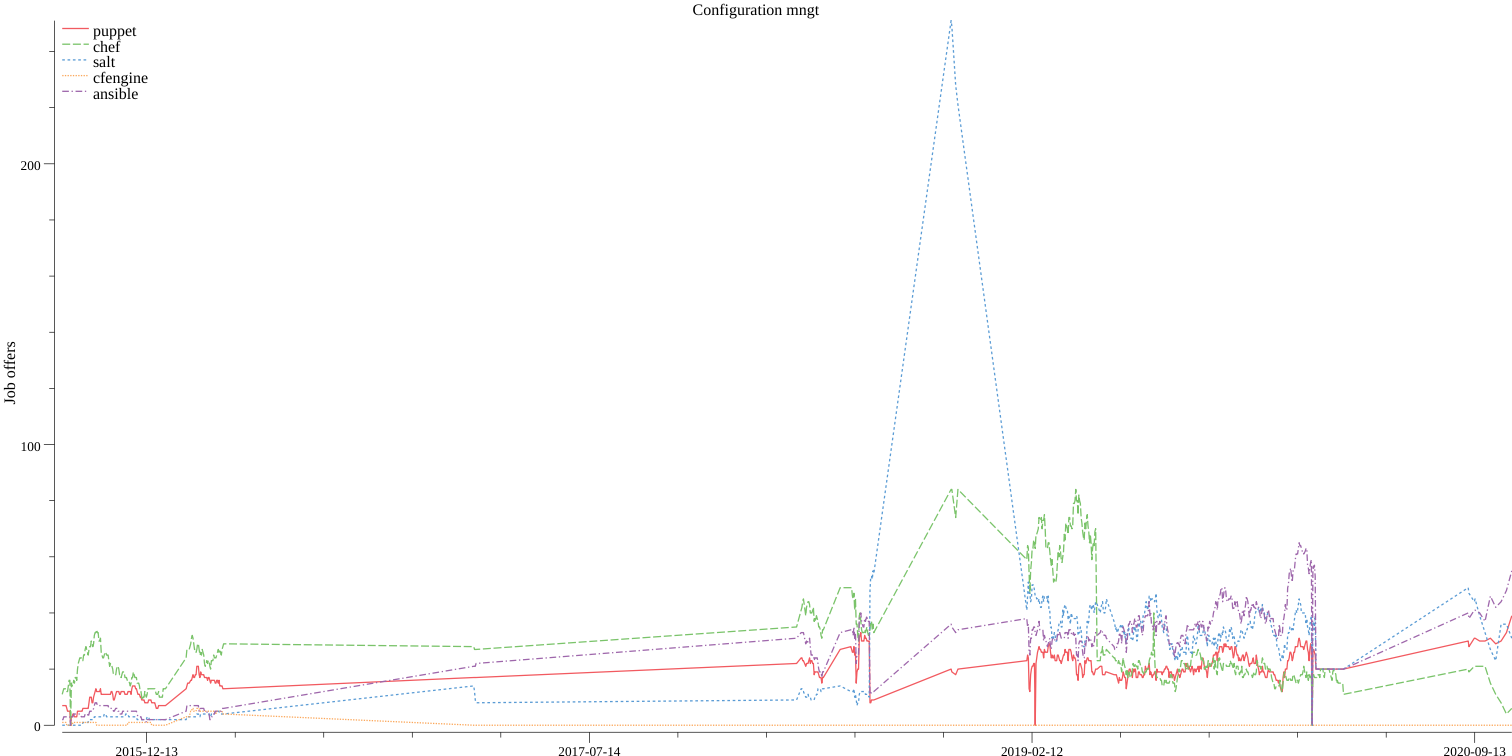 Configuration mngt
puppet
chef
salt
cfengine
ansible
200
100
0
Job offers
2015-12-13
2017-07-14
2019-02-12
2020-09-13